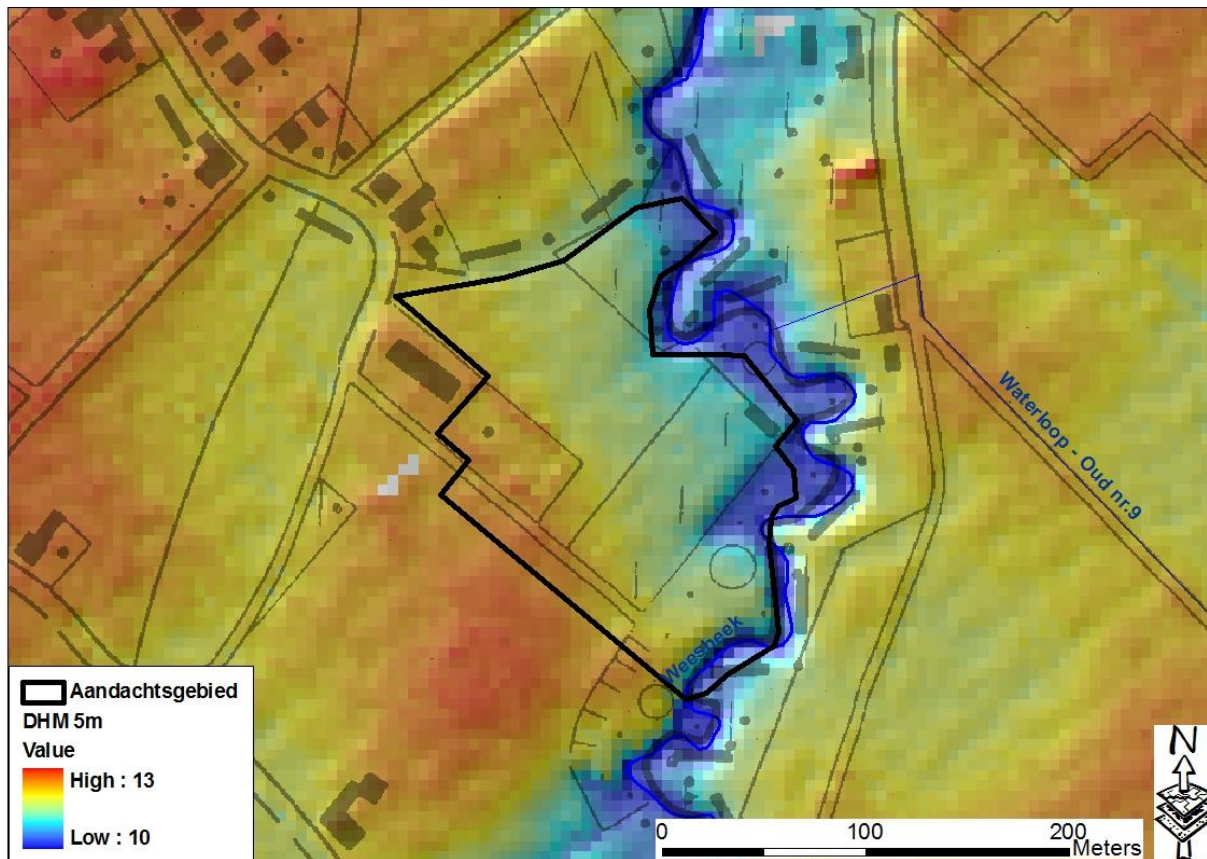 Waterloop - Oud nr.9
Weesbeek
Aandachtsgebied
DHM 5m
Value
High : 13
Low : 10
0 100 200
Meters
N